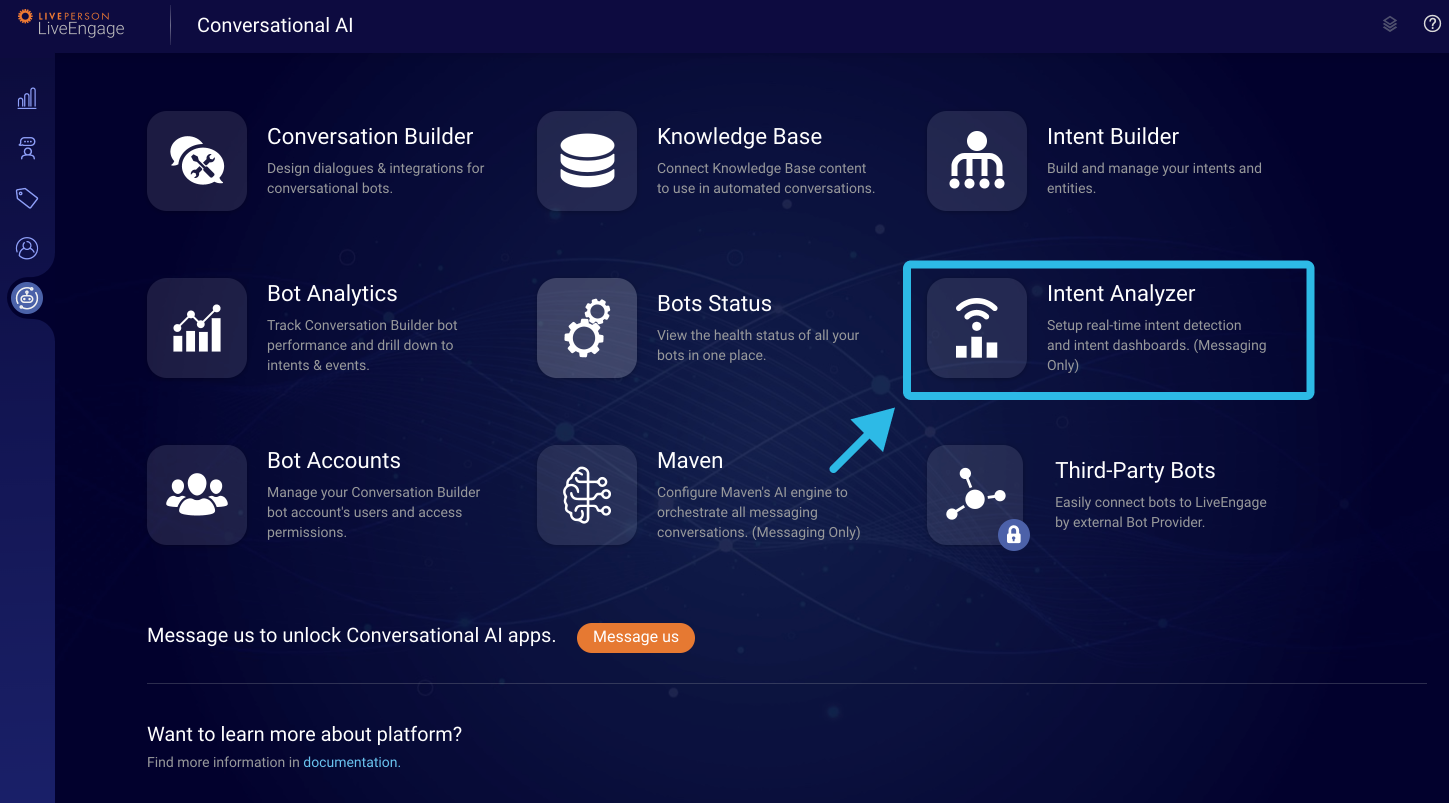 LIVEPERSON
LiveEngage
Conversational AI
Conversation Builder
Design dialogues & integrations for
conversational bots.
Knowledge Base
Connect Knowledge Base content
to use in automated conversations.
Intent Builder
Build and manage your intents and
entities.
Bot Analytics
Track Conversation Builder bot
performance and drill down to
intents & events.
Bots Status
View the health status of all your
bots in one place.
Intent Analyzer
Setup real-time intent detection
and intent dashboards. (Messaging
Only)
Bot Accounts
Manage your Conversation Builder
bot account's users and access
permissions.
Maven
Configure Maven's AI engine to
orchestrate all messaging
conversations. (Messaging Only)
Third-Party Bots
Easily connect bots to LiveEngage
by external Bot Provider.
Message us to unlock Conversational AI apps.
Message us
Want to learn more about platform?
Find more information in documentation.